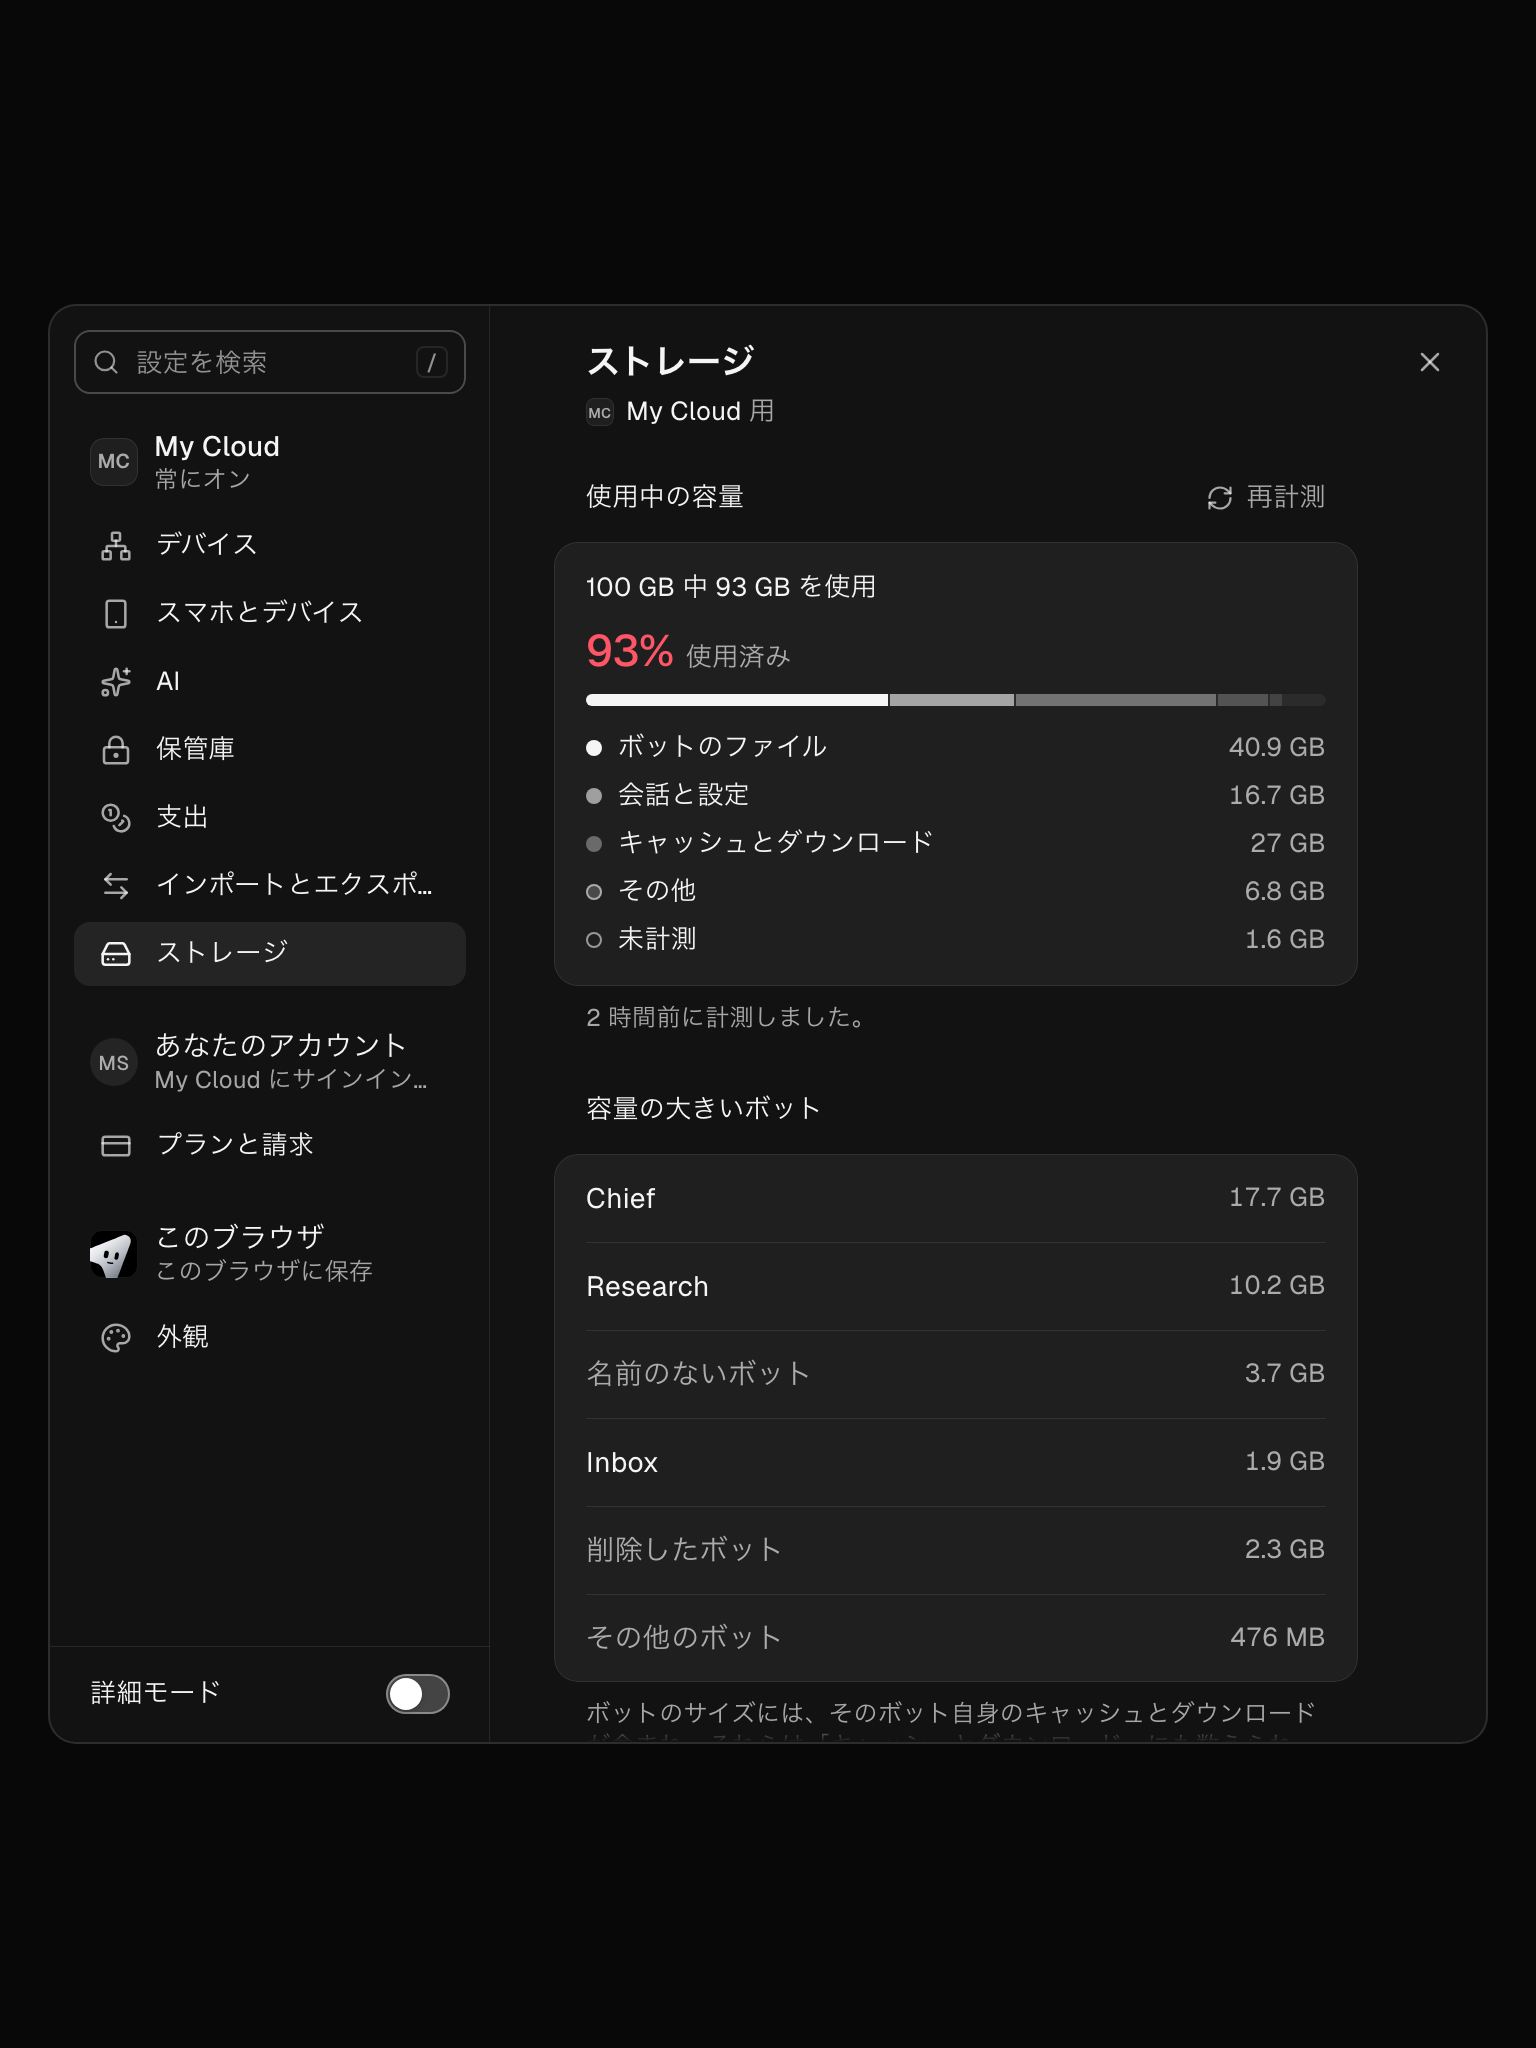 設定を検索
/
MC
My Cloud
常にオン
デバイス
スマホとデバイス
AI
保管庫
支出
インポートとエクスポ...
ストレージ
MS
あなたのアカウント
My Cloud にサインイン...
プランと請求
このブラウザ
このブラウザに保存
外観
詳細モード
ストレージ
MC My Cloud 用
使用中の容量
再計測
100 GB 中 93 GB を使用
93% 使用済み
ボットのファイル 40.9 GB
会話と設定 16.7 GB
キャッシュとダウンロード 27 GB
その他 6.8 GB
未計測 1.6 GB
2 時間前に計測しました。
容量の大きいボット
Chief 17.7 GB
Research 10.2 GB
名前のないボット 3.7 GB
Inbox 1.9 GB
削除したボット 2.3 GB
その他のボット 476 MB
ボットのサイズには、そのボット自身のキャッシュとダウンロード